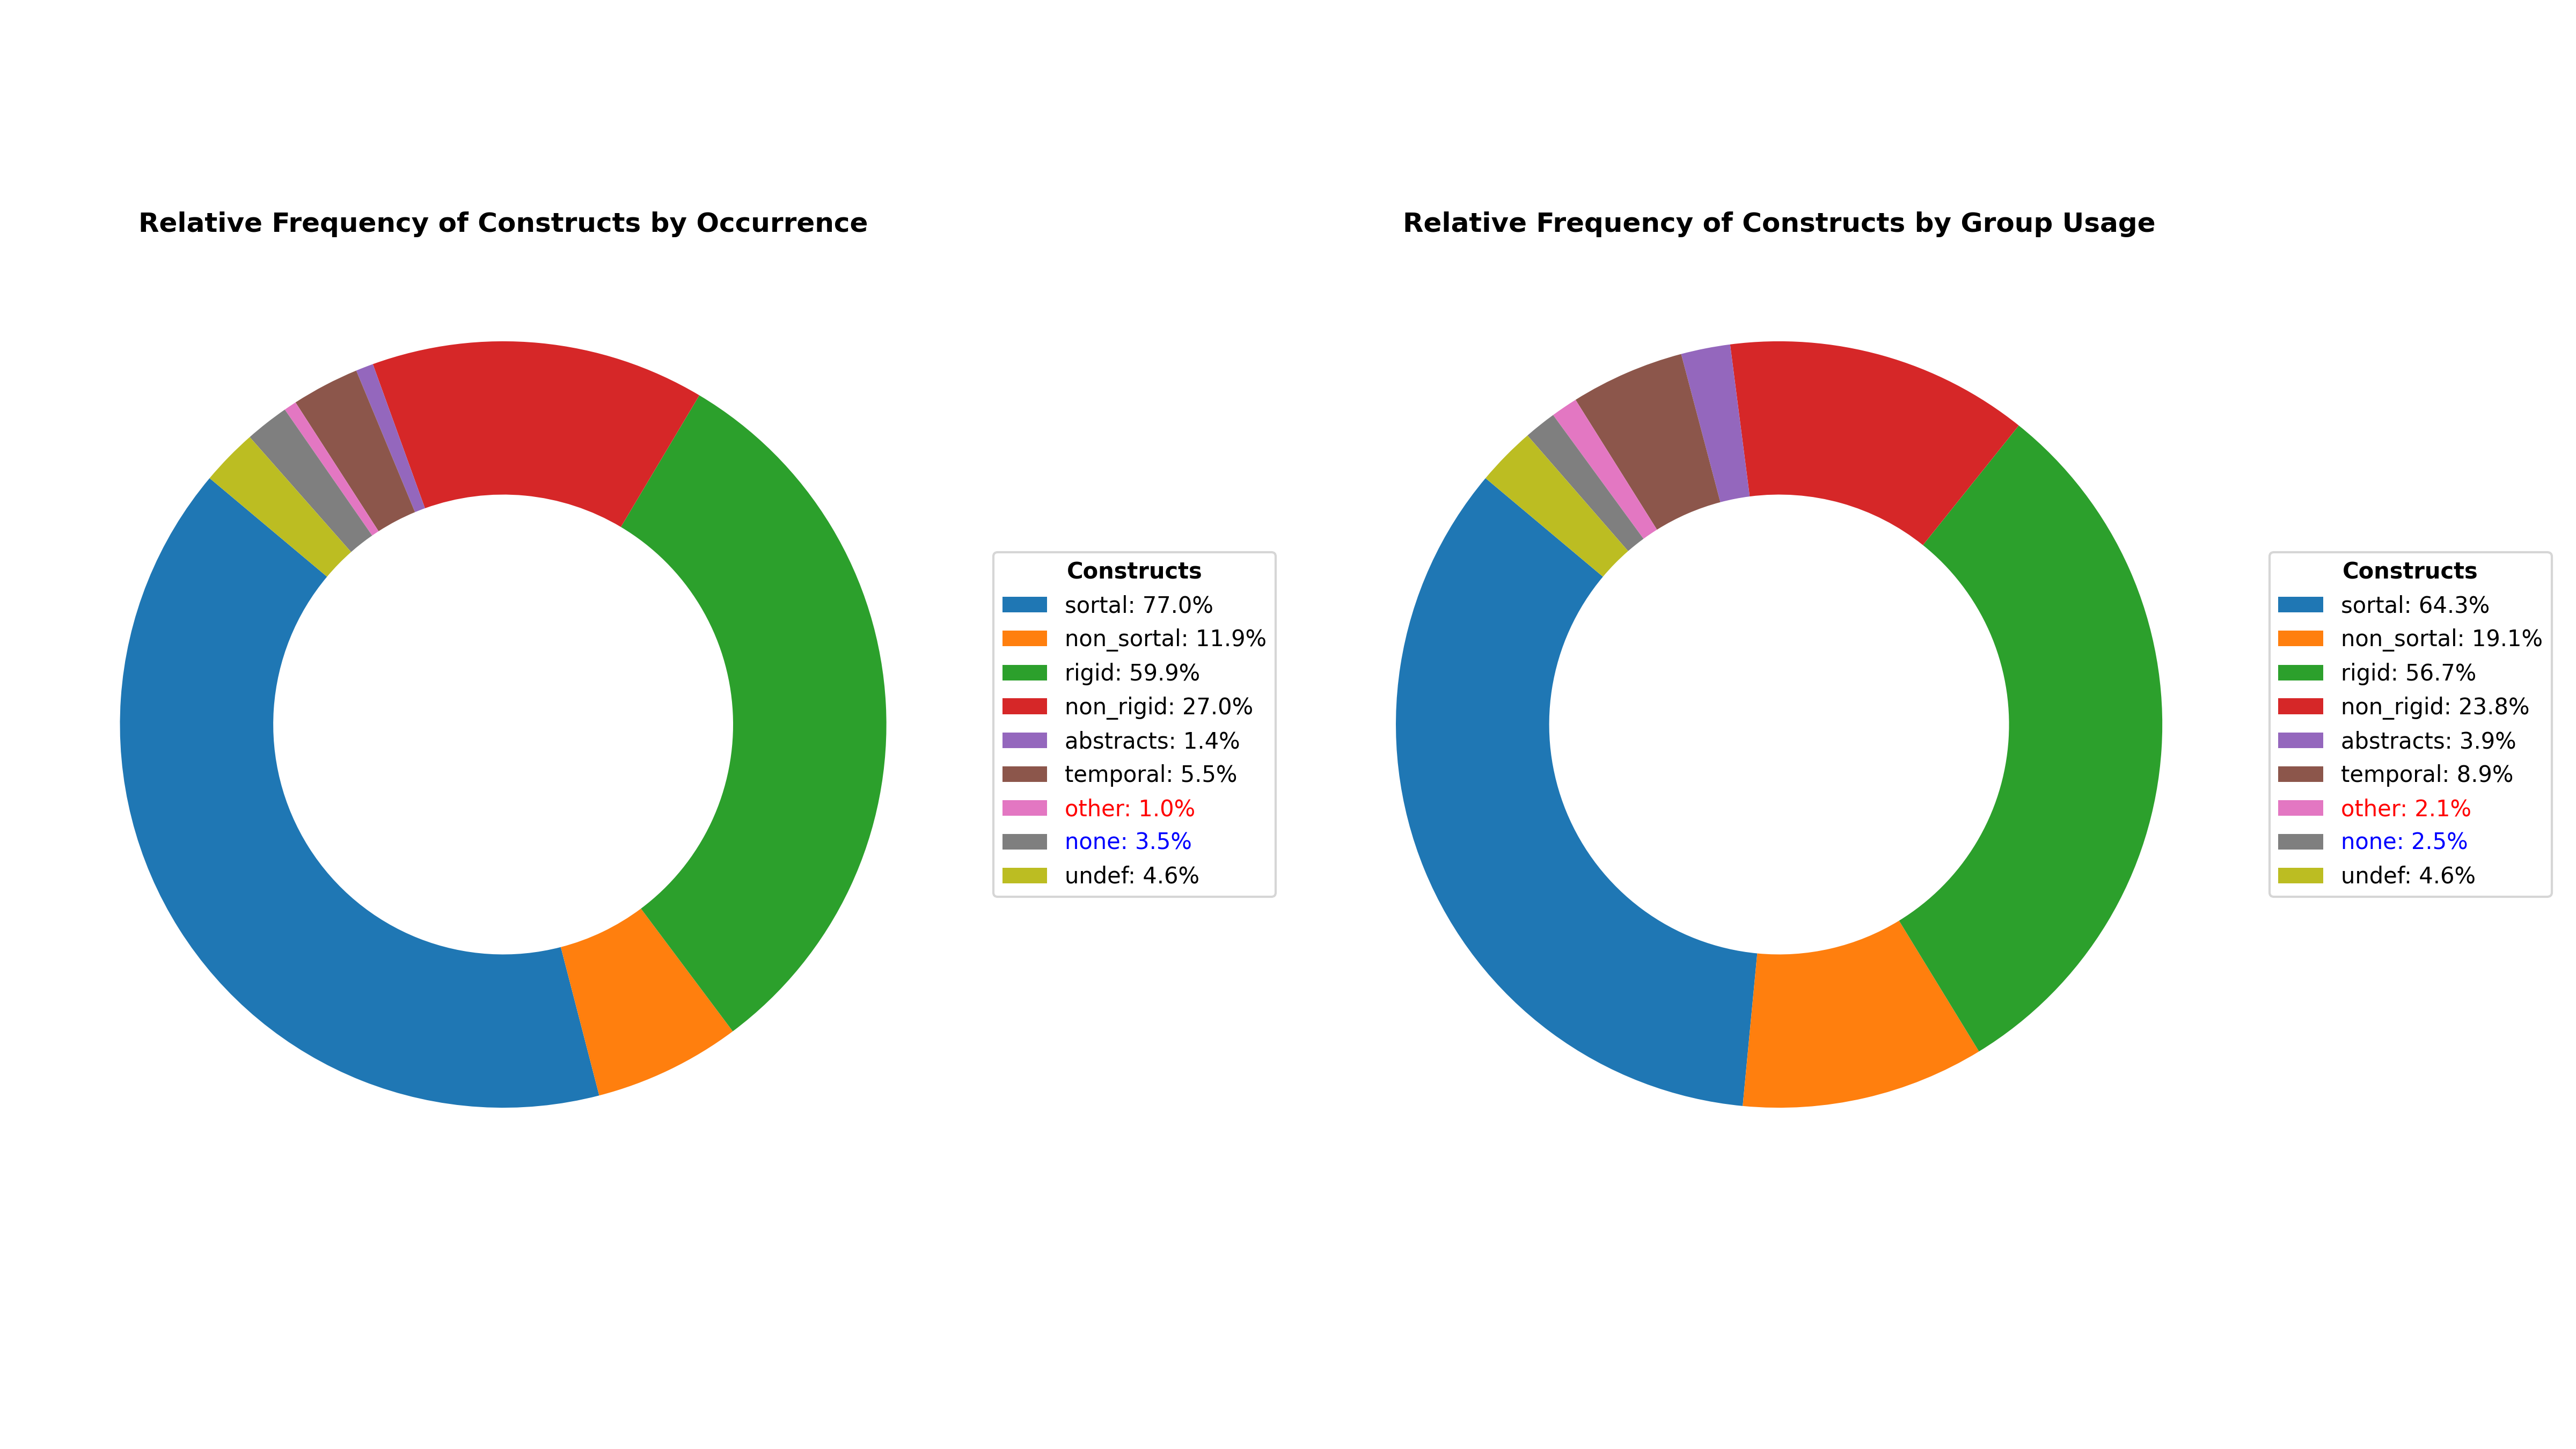 Relative Frequency of Constructs by Occurrence
Constructs
sortal: 77.0%
non_sortal: 11.9%
rigid: 59.9%
non_rigid: 27.0%
abstracts: 1.4%
temporal: 5.5%
other: 1.0%
none: 3.5%
undef: 4.6%
Relative Frequency of Constructs by Group Usage
Constructs
sortal: 64.3%
non_sortal: 19.1%
rigid: 56.7%
non_rigid: 23.8%
abstracts: 3.9%
temporal: 8.9%
other: 2.1%
none: 2.5%
undef: 4.6%